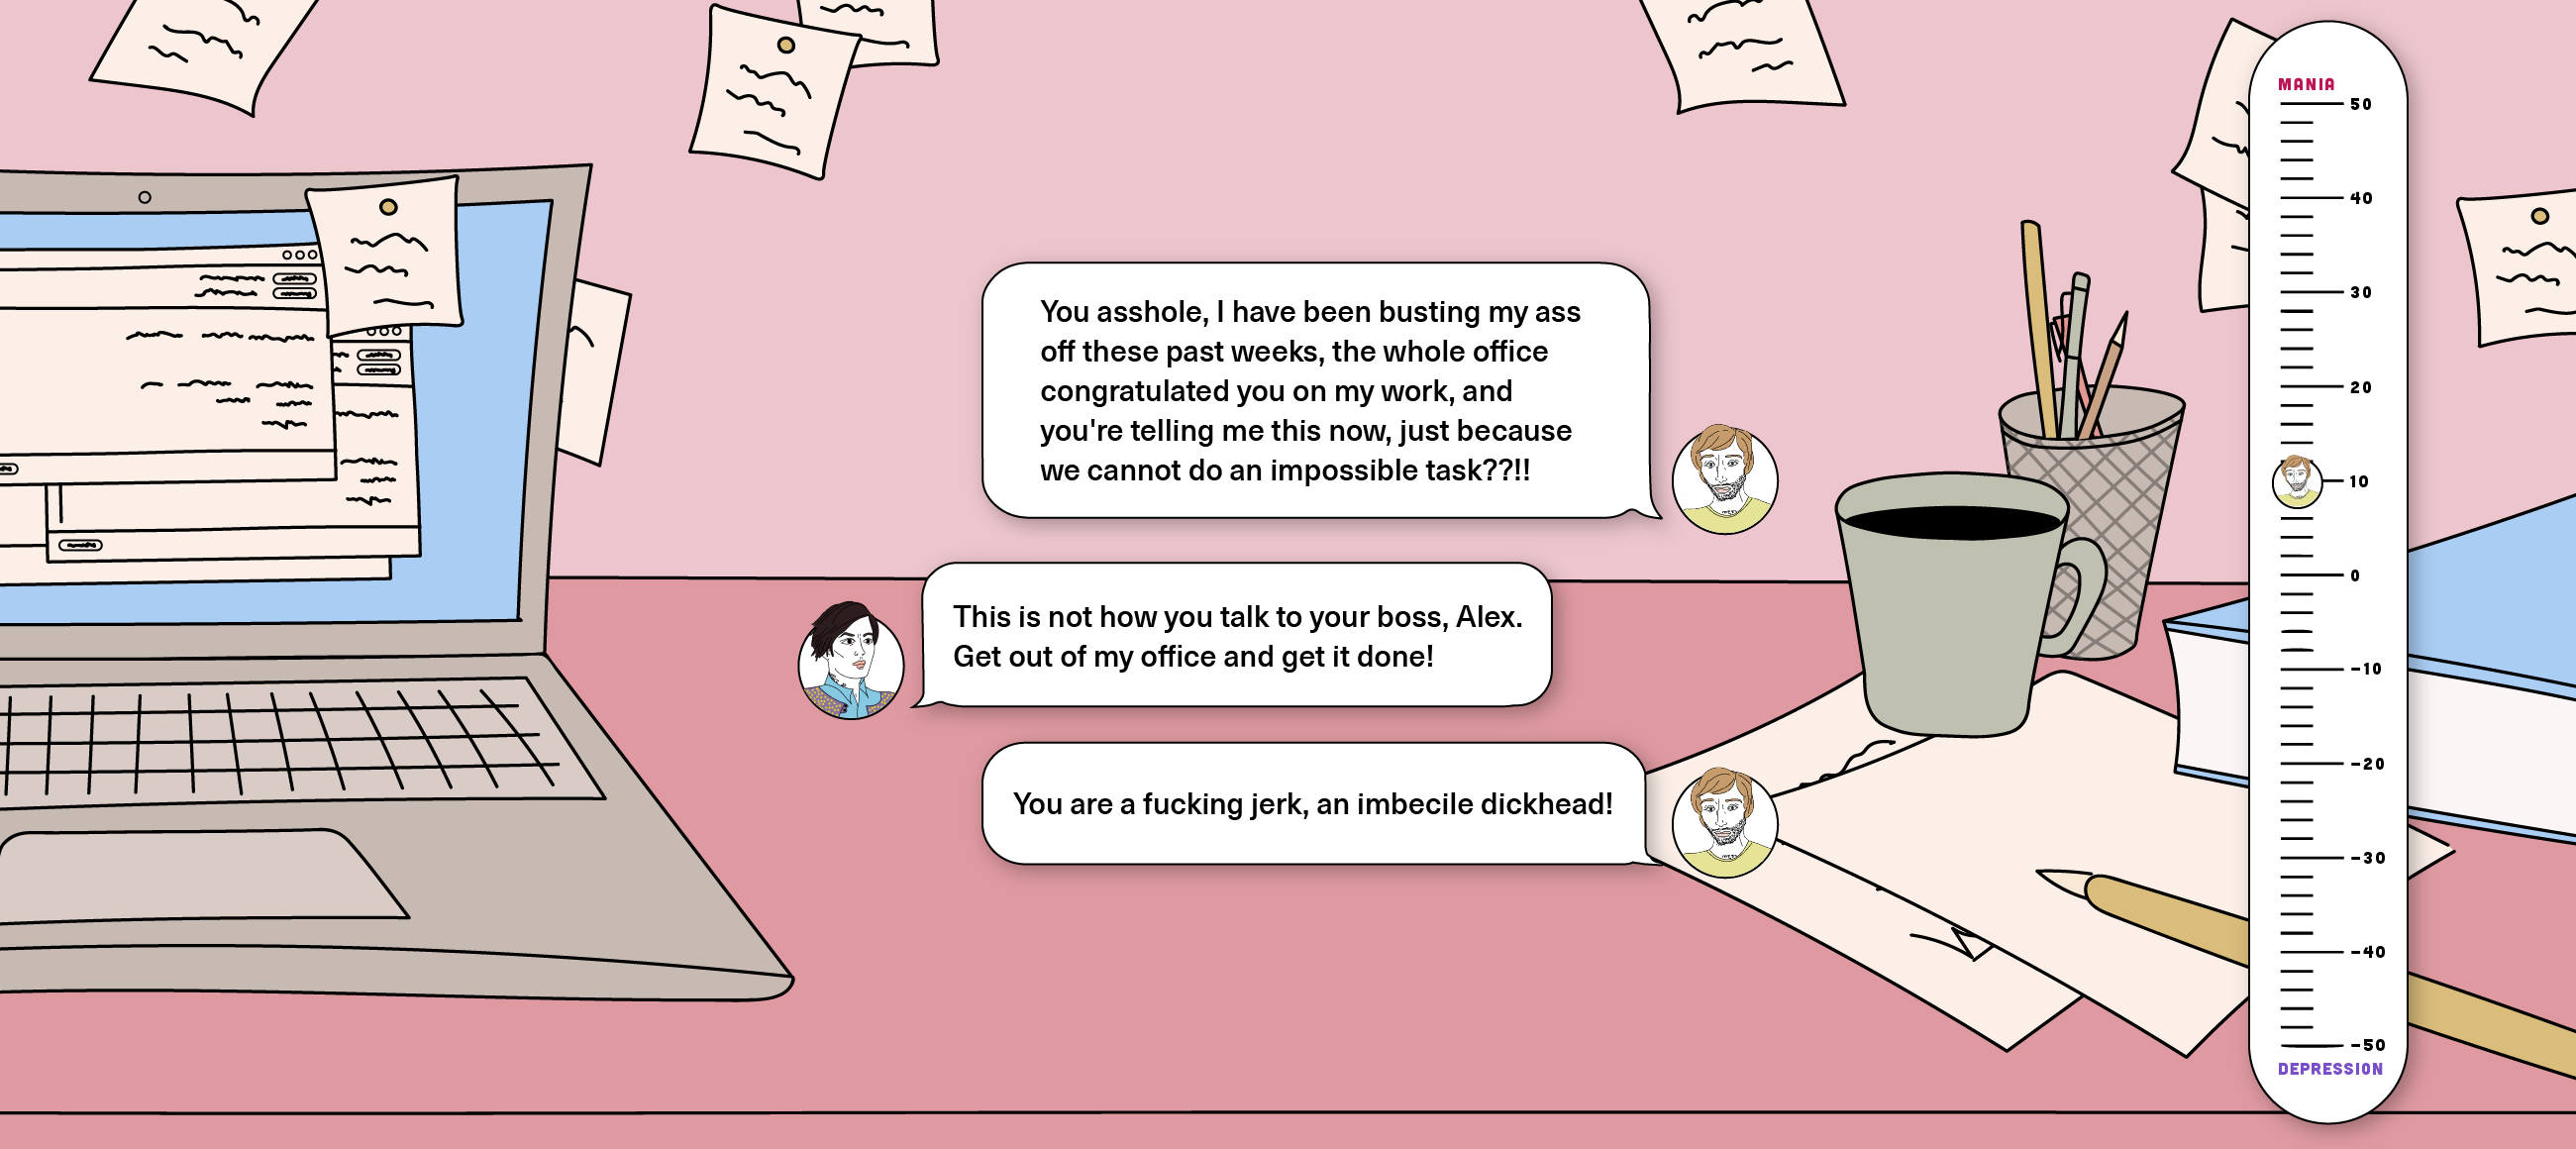 MANIA
50
40
30
20
10
0
-10
-20
-30
-40
-50
DEPRESSION
You asshole, I have been busting my ass
off these past weeks, the whole office
congratulated you on my work, and
you're telling me this now, just because
we cannot do an impossible task??!!
This is not how you talk to your boss, Alex.
Get out of my office and get it done!
You are a fucking jerk, an imbecile dickhead!